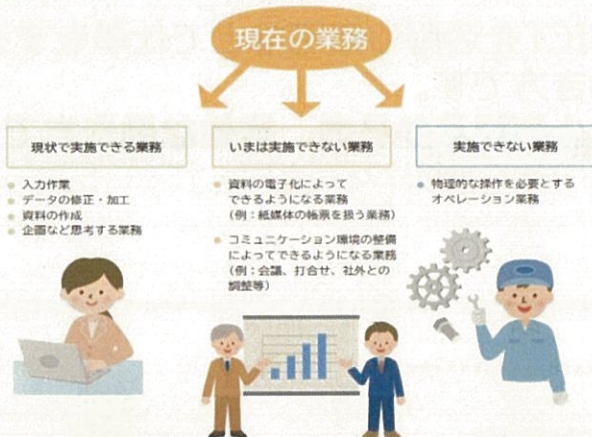 現在の業務
現状で実施できる業務
入力作業
データの修正・加工
資料の作成
企画など思考する業務
いまは実施できない業務
資料の電子化によって
できるようになる業務
（例：紙媒体の帳票を扱う業務）
コミュニケーション環境の整備
によってできるようになる業務
（例：会議、打合せ、社外との
調整等）
実施できない業務
物理的な操作を必要とする
オペレーション業務